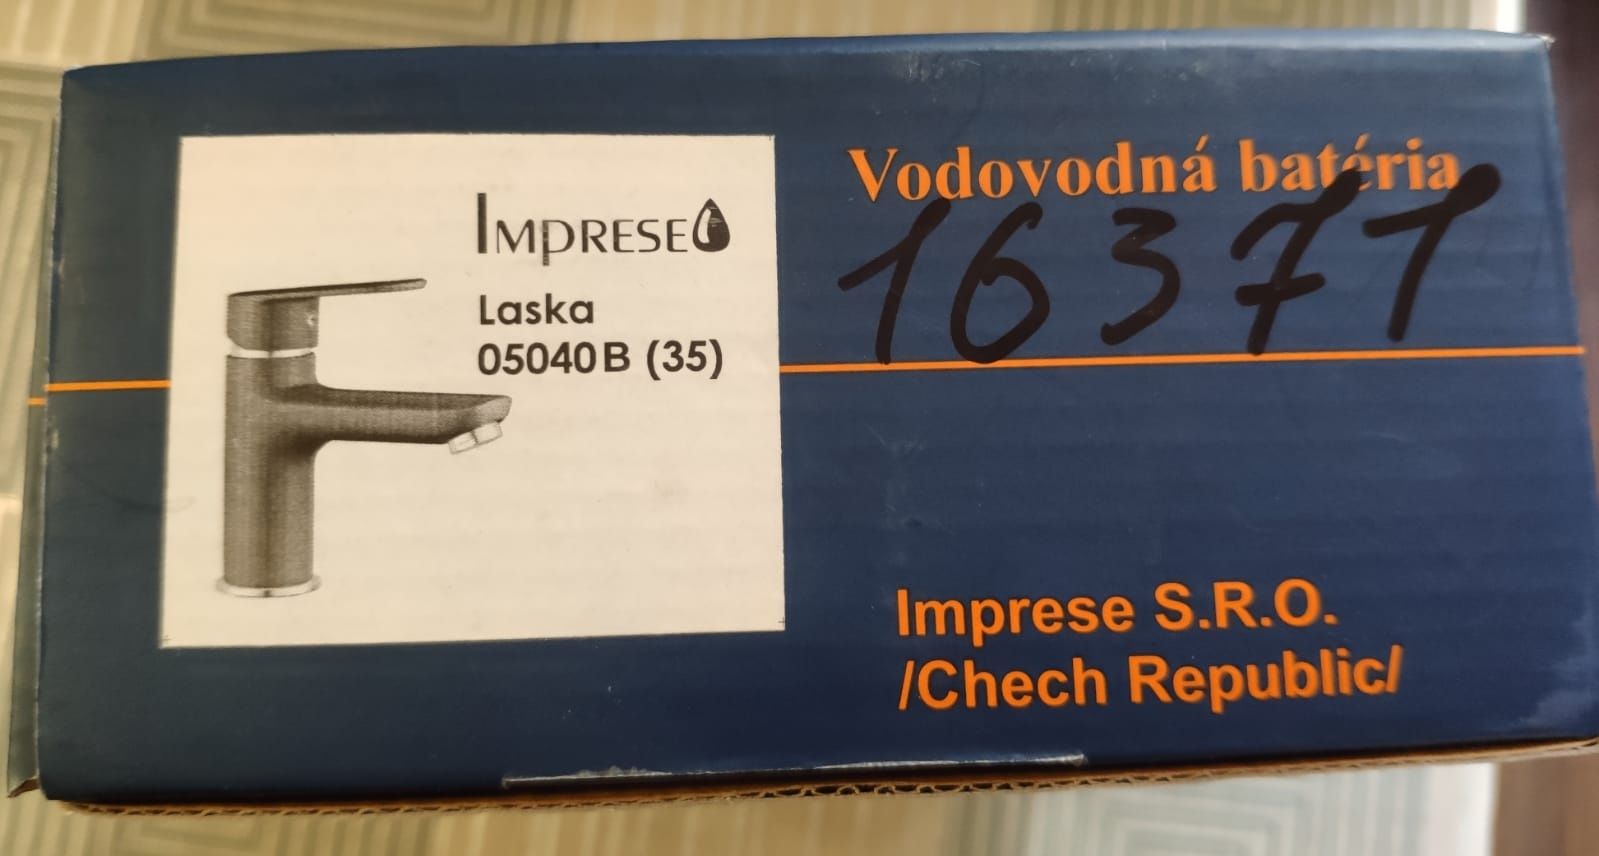 IMPRESE
Laska
05040B (35)
Vodovodná batéria
16371
Imprese S.R.O.
/Chech Republic/